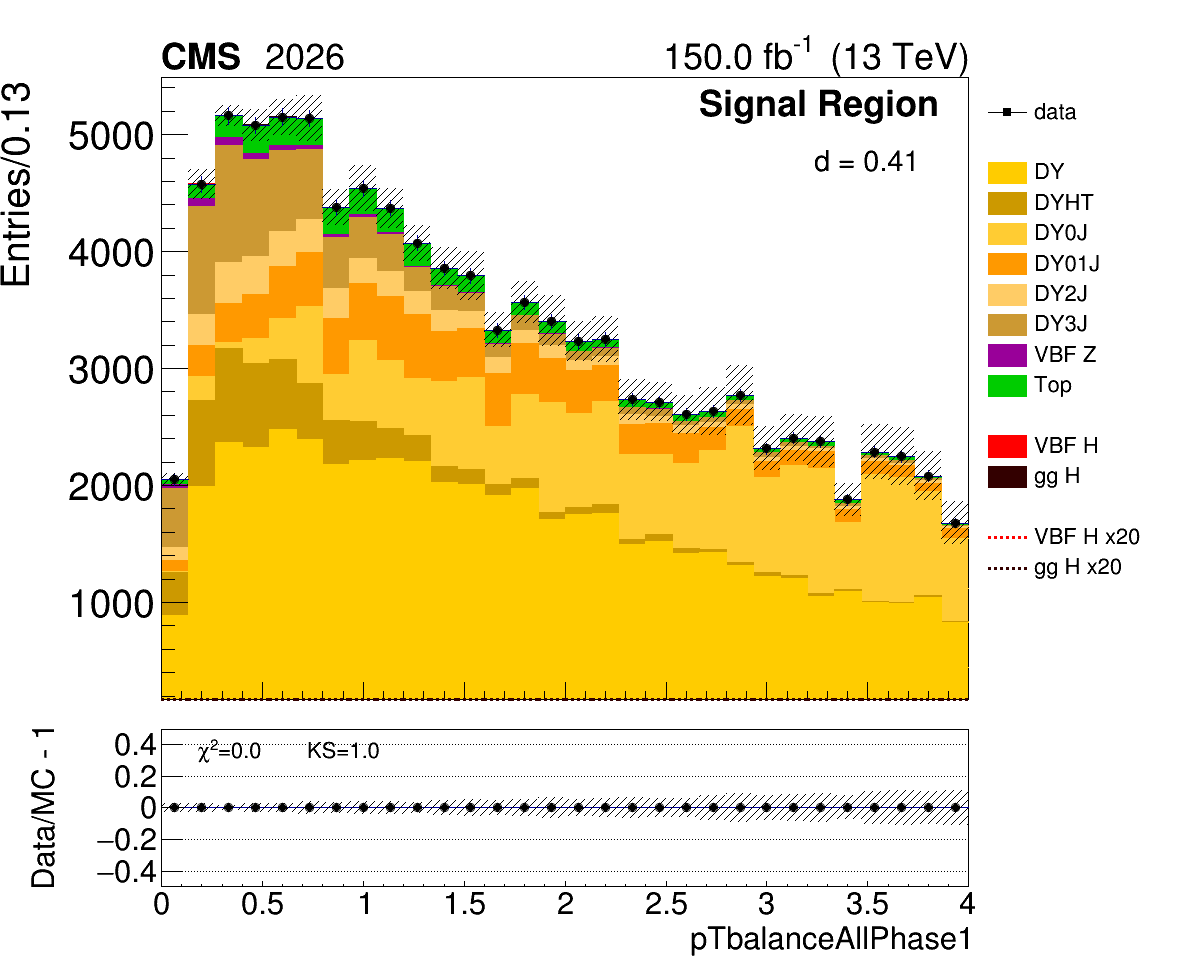 CMS 2026
150.0 fb⁻¹ (13 TeV)
Signal Region
d = 0.41
Entries/0.13
5000
4000
3000
2000
1000
data
DY
DYHT
DY0J
DY01J
DY2J
DY3J
VBF Z
Top
VBF H
gg H
VBF H x20
gg H x20
Data/MC - 1
χ²=0.0 KS=1.0
0.4
0.2
0
−0.2
−0.4
0 0.5 1 1.5 2 2.5 3 3.5 4
pTbalanceAllPhase1